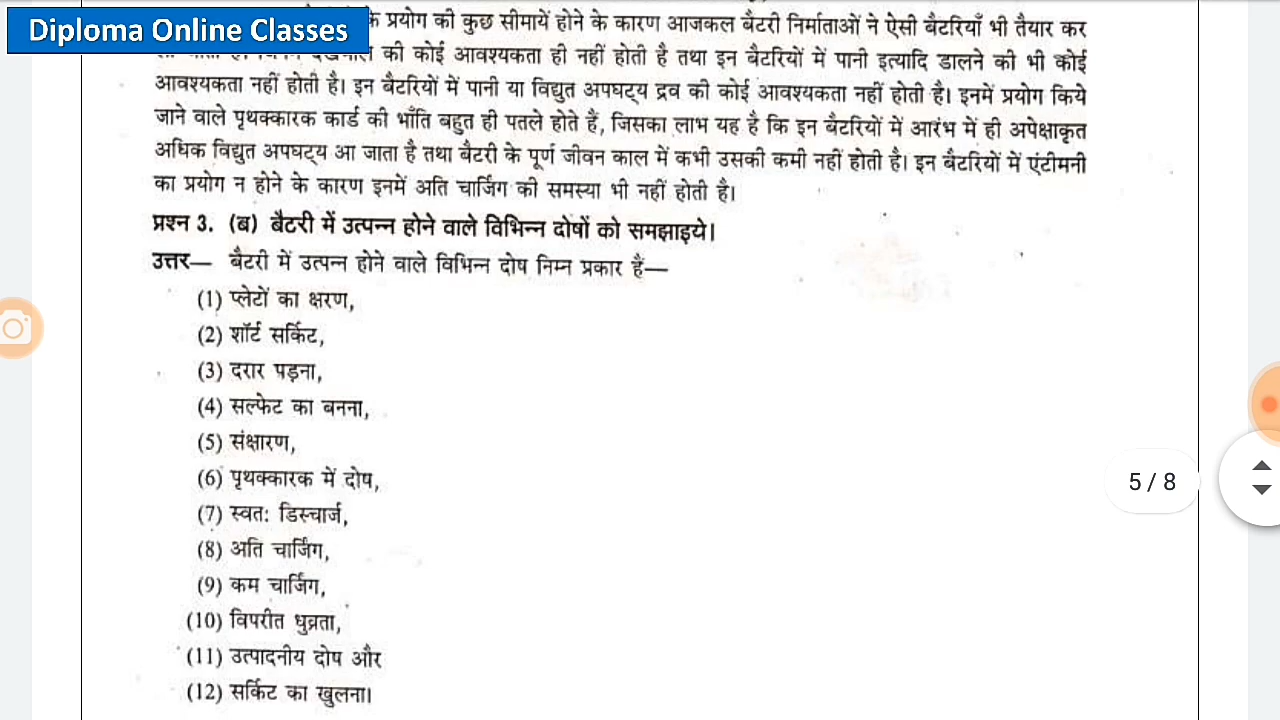 Diploma Online Classes
के प्रयोग की कुछ सीमायें होने के कारण आजकल बैटरी निर्माताओं ने ऐसी बैटरियाँ भी तैयार कर
की कोई आवश्यकता ही नहीं होती है तथा इन बैटरियों में पानी इत्यादि डालने की भी कोई
आवश्यकता नहीं होती है। इन बैटरियों में पानी या विद्युत अपघट्य द्रव की कोई आवश्यकता नहीं होती है। इनमें प्रयोग किये
जाने वाले पृथक्कारक कार्ड की भाँति बहुत ही पतले होते हैं, जिसका लाभ यह है कि इन बैटरियों में आरंभ में ही अपेक्षाकृत
अधिक विद्युत अपघट्य आ जाता है तथा बैटरी के पूर्ण जीवन काल में कभी उसकी कमी नहीं होती है। इन बैटरियों में एंटीमनी
का प्रयोग न होने के कारण इनमें अति चार्जिंग की समस्या भी नहीं होती है।
प्रश्न 3. (ब) बैटरी में उत्पन्न होने वाले विभिन्न दोषों को समझाइये।
उत्तर— बैटरी में उत्पन्न होने वाले विभिन्न दोष निम्न प्रकार हैं—
(1) प्लेटों का क्षरण,
(2) शॉर्ट सर्किट,
(3) दरार पड़ना,
(4) सल्फेट का बनना,
(5) संक्षारण,
(6) पृथक्कारक में दोष,
(7) स्वतः डिस्चार्ज,
(8) अति चार्जिंग,
(9) कम चार्जिंग,
(10) विपरीत धुव्रता,
(11) उत्पादनीय दोष और
(12) सर्किट का खुलना।
5 / 8